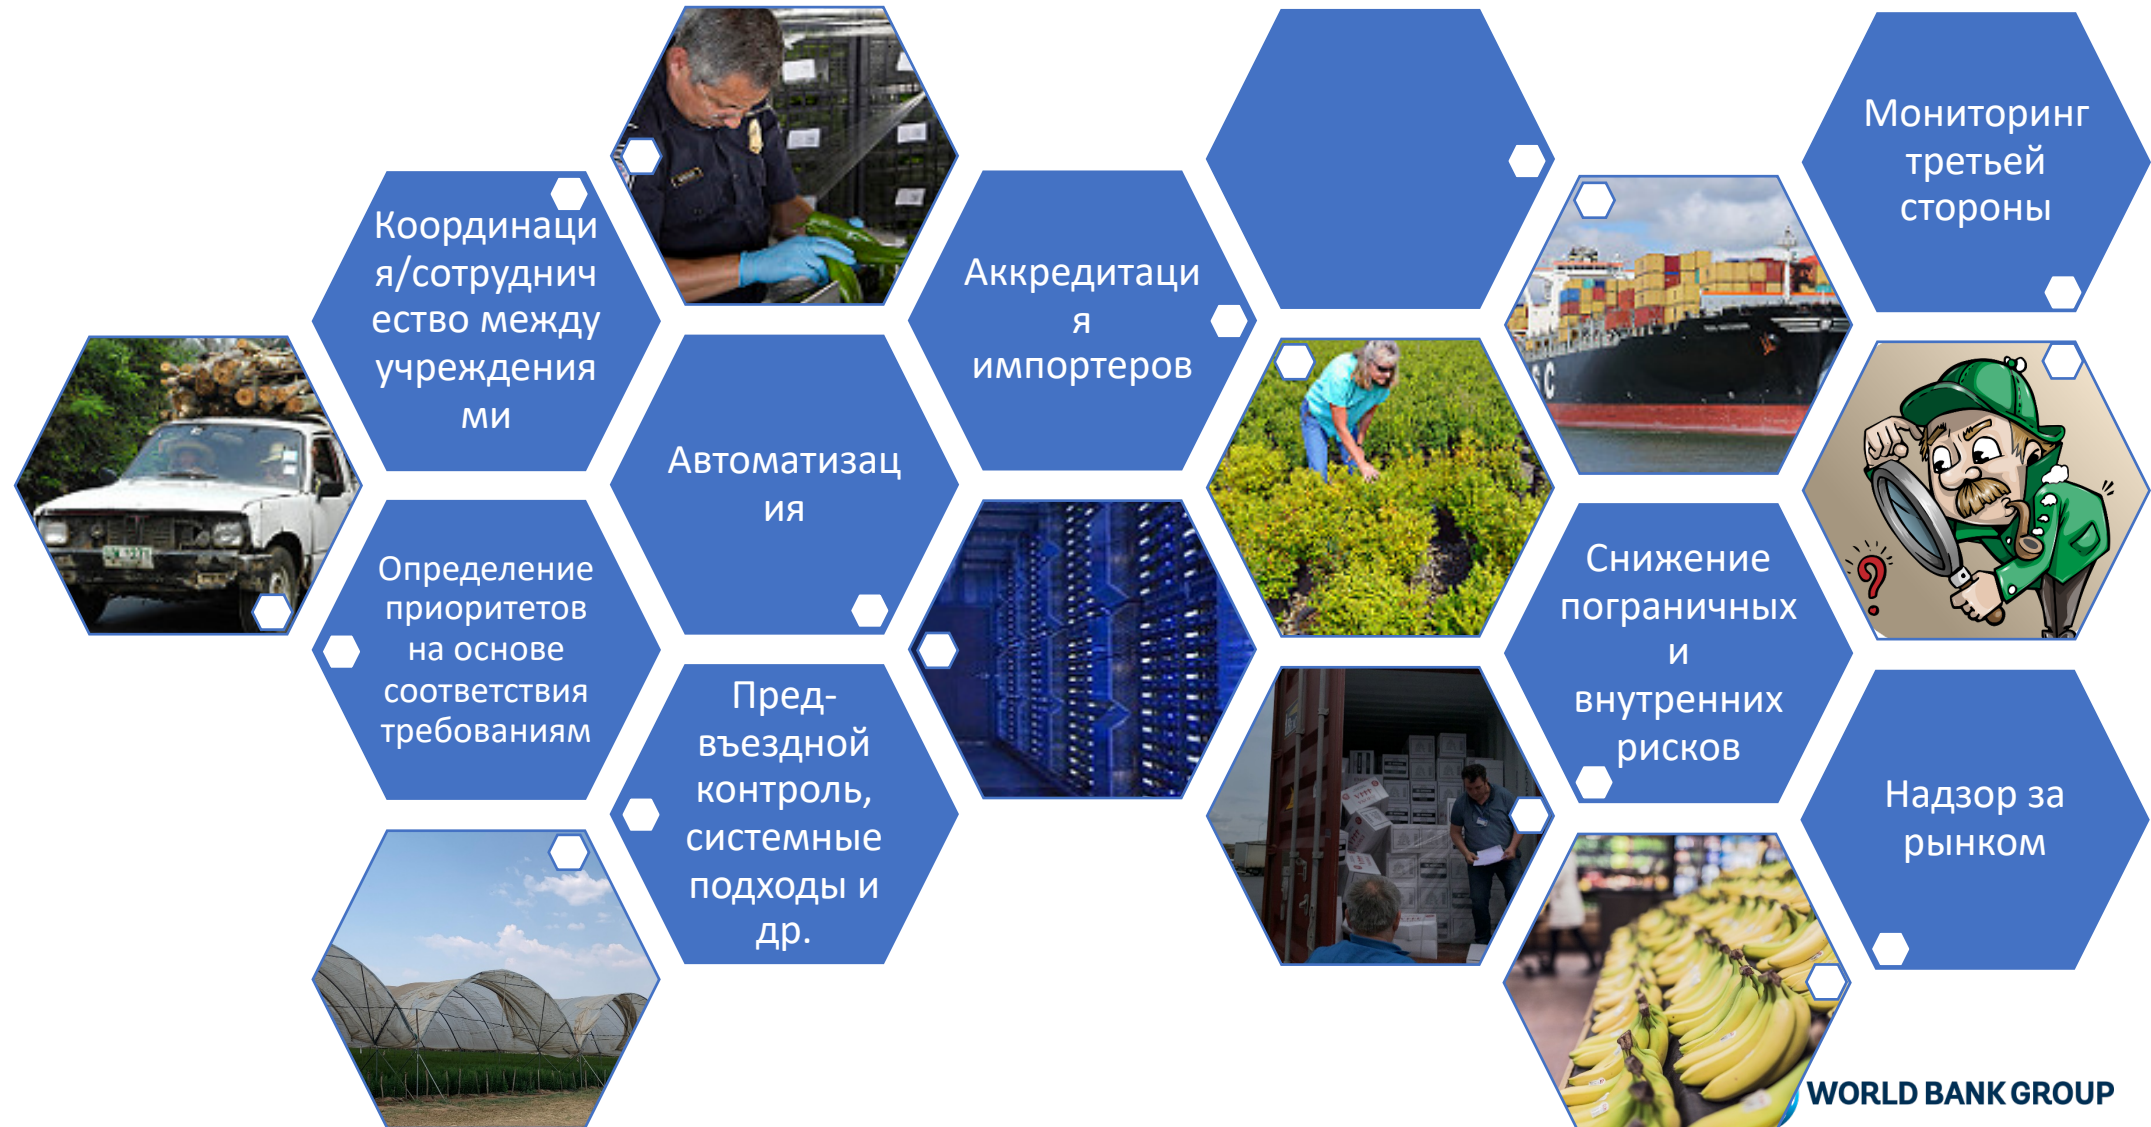 Координаци
я/сотруднич
ество между
учреждения
ми
Определение
приоритетов
на основе
соответствия
требованиям
Автоматизац
ия
Пред-
въездной
контроль,
системные
подходы и
др.
Аккредитаци
я
импортеров
Снижение
пограничных
и
внутренних
рисков
Мониторинг
третьей
стороны
Надзор за
рынком
WORLD BANK GROUP